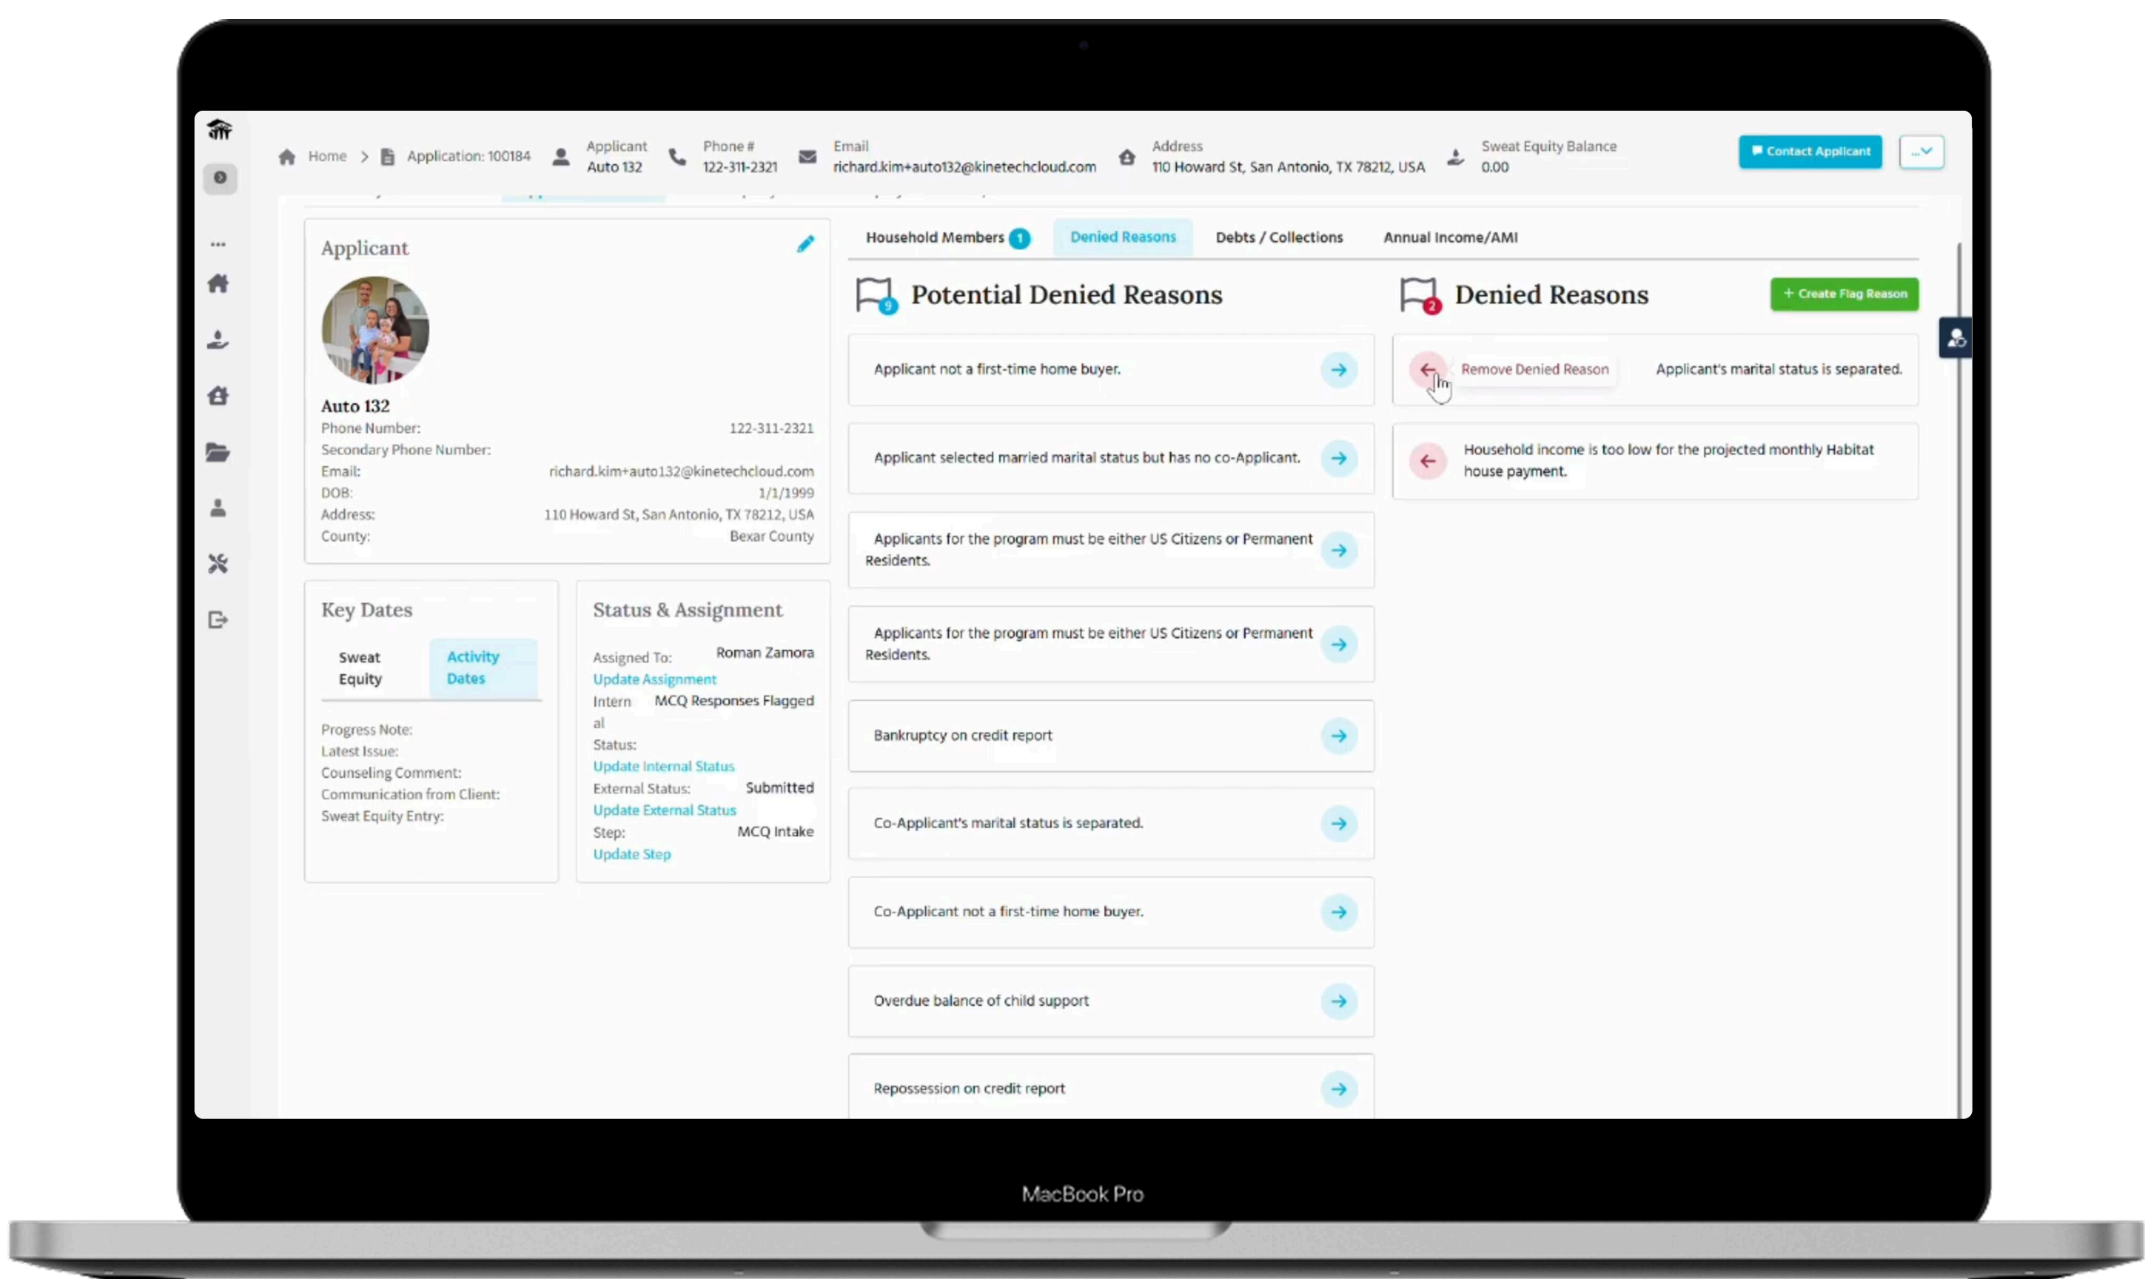 Home > Application: 100184
Applicant
Auto 132
Phone #
122-311-2321
Email
richard.kim+auto132@kinetechcloud.com
Address
110 Howard St, San Antonio, TX 78212, USA
Sweat Equity Balance
0.00
Contact Applicant
...
Applicant
Auto 132
Phone Number: 122-311-2321
Secondary Phone Number:
Email: richard.kim+auto132@kinetechcloud.com
DOB: 1/1/1999
Address: 110 Howard St, San Antonio, TX 78212, USA
County: Bexar County
Key Dates
Sweat
Equity
Activity
Dates
Progress Note:
Latest Issue:
Counseling Comment:
Communication from Client:
Sweat Equity Entry:
Status & Assignment
Assigned To: Roman Zamora
Update Assignment
Intern MCQ Responses Flagged
al
Status:
Update Internal Status
External Status: Submitted
Update External Status
Step: MCQ Intake
Update Step
Household Members 1
Denied Reasons
Debts / Collections
Annual Income/AMI
9 Potential Denied Reasons
Applicant not a first-time home buyer.
Applicant selected married marital status but has no co-Applicant.
Applicants for the program must be either US Citizens or Permanent
Residents.
Applicants for the program must be either US Citizens or Permanent
Residents.
Bankruptcy on credit report
Co-Applicant's marital status is separated.
Co-Applicant not a first-time home buyer.
Overdue balance of child support
Repossession on credit report
2 Denied Reasons
+ Create Flag Reason
Remove Denied Reason
Applicant's marital status is separated.
Household income is too low for the projected monthly Habitat
house payment.
MacBook Pro